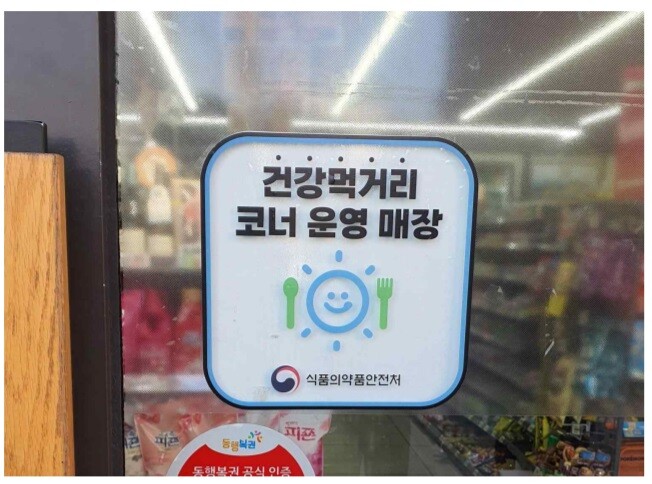 건강먹거리
코너 운영 매장
식품의약품안전처
동행복권
동행복권 공식 인증